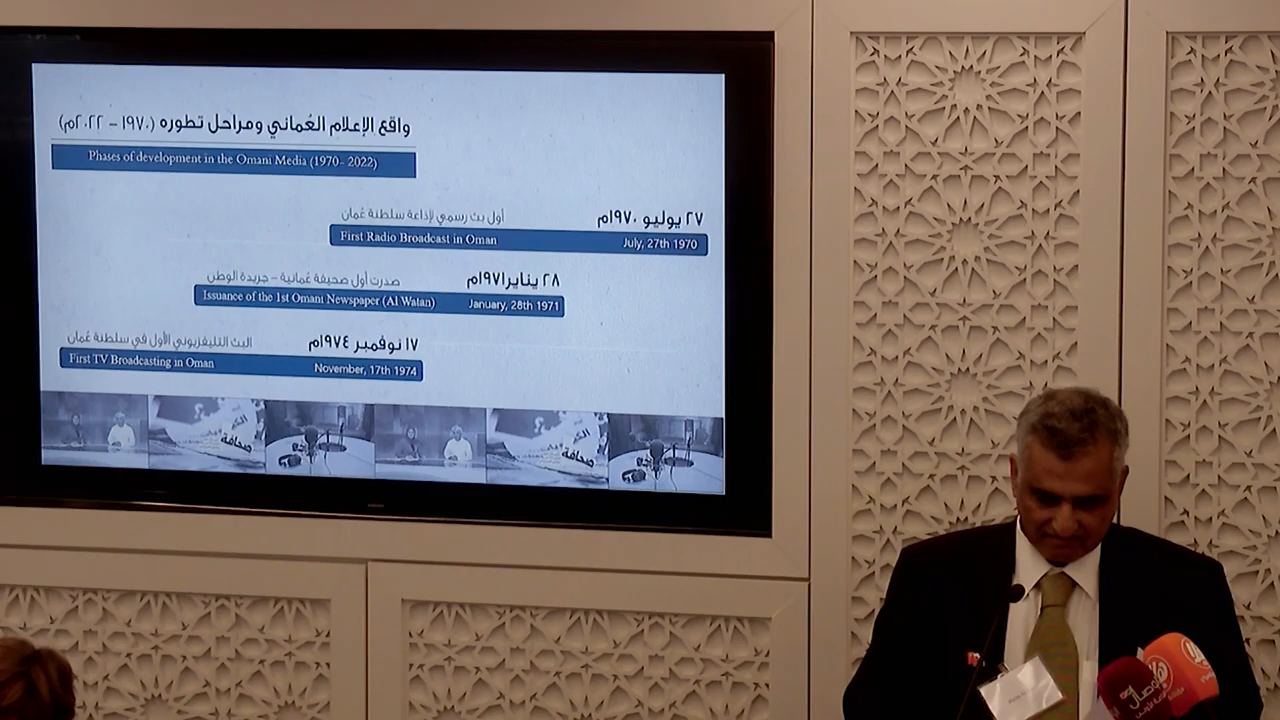 واقع الإعلام العُماني ومراحل تطوره (١٩٧٠ – ٢٠٢٢م)
Phases of development in the Omani Media (1970- 2022)
٢٧ يوليو ١٩٧٠م
أول بث رسمي لإذاعة سلطنة عُمان
First Radio Broadcast in Oman
July, 27th 1970
٢٨ يناير ١٩٧١م
صدرت أول صحيفة عُمانية – جريدة الوطن
Issuance of the 1st Omani Newspaper (Al Watan)
January, 28th 1971
١٧ نوفمبر ١٩٧٤م
البث التليفزيوني الأول في سلطنة عُمان
First TV Broadcasting in Oman
November, 17th 1974
صحافة
صحافة
وصال